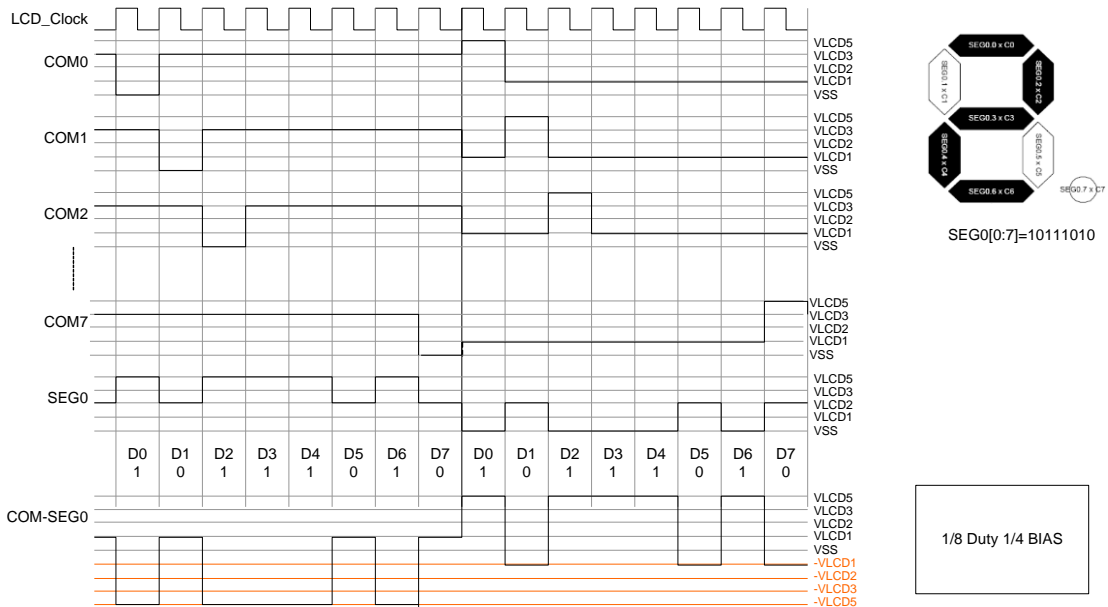 LCD_Clock
COM0
VLCD5
VLCD3
VLCD2
VLCD1
VSS
COM1
VLCD5
VLCD3
VLCD2
VLCD1
VSS
COM2
VLCD5
VLCD3
VLCD2
VLCD1
VSS
COM7
VLCD5
VLCD3
VLCD2
VLCD1
VSS
SEG0
VLCD5
VLCD3
VLCD2
VLCD1
VSS
D0 D1 D2 D3 D4 D5 D6 D7 D0 D1 D2 D3 D4 D5 D6 D7
1 0 1 1 1 0 1 0 1 0 1 1 1 0 1 0
COM-SEG0
VLCD5
VLCD3
VLCD2
VLCD1
VSS
-VLCD1
-VLCD2
-VLCD3
-VLCD5
SEG0.0 x C0
SEG0.1 x C1
SEG0.2 x C2
SEG0.3 x C3
SEG0.4 x C4
SEG0.5 x C5
SEG0.6 x C6
SEG0.7 x C7
SEG0[0:7]=10111010
1/8 Duty 1/4 BIAS